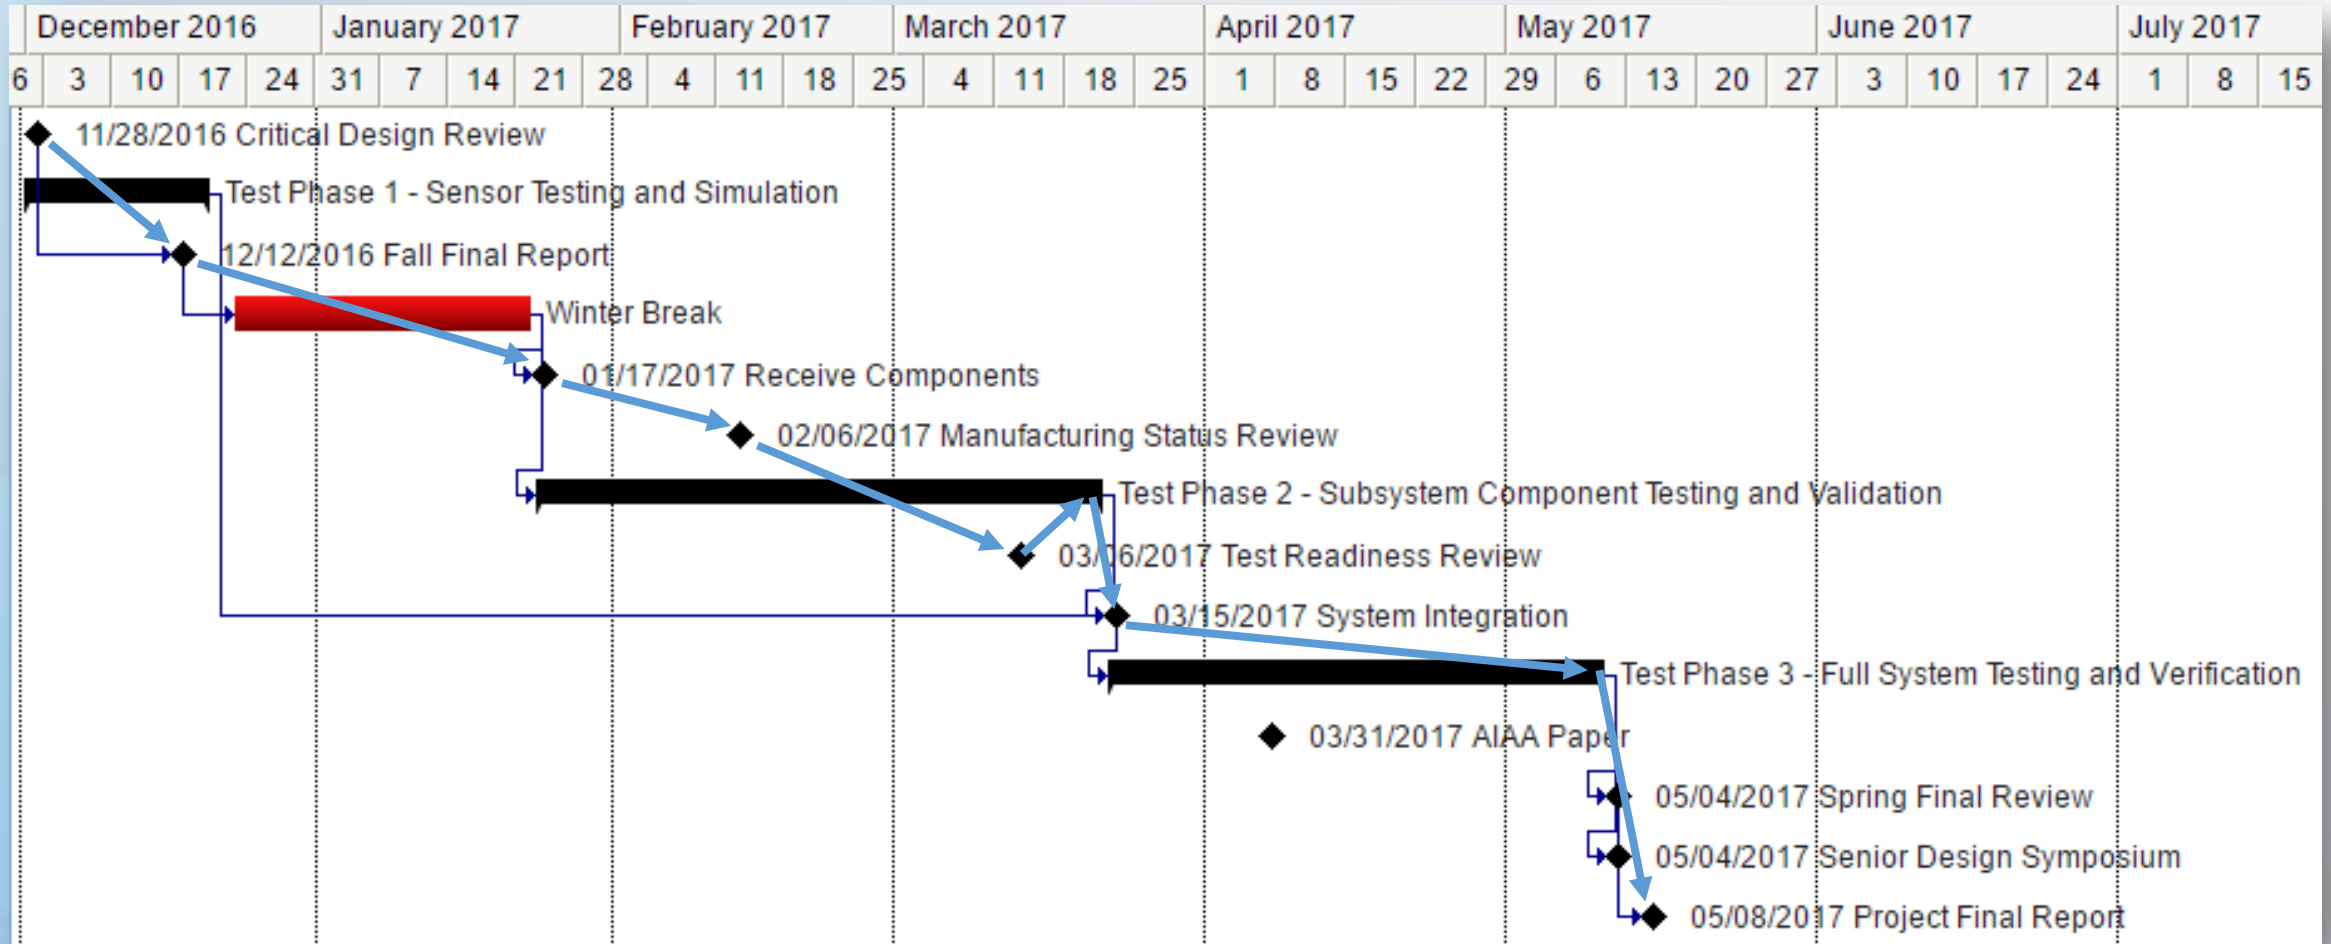 December 2016 January 2017 February 2017 March 2017 April 2017 May 2017 June 2017 July 2017
6 3 10 17 24 31 7 14 21 28 4 11 18 25 4 11 18 25 1 8 15 22 29 6 13 20 27 3 10 17 24 1 8 15
11/28/2016 Critical Design Review
Test Phase 1 - Sensor Testing and Simulation
12/12/2016 Fall Final Report
Winter Break
01/17/2017 Receive Components
02/06/2017 Manufacturing Status Review
Test Phase 2 - Subsystem Component Testing and Validation
03/06/2017 Test Readiness Review
03/15/2017 System Integration
Test Phase 3 - Full System Testing and Verification
03/31/2017 AIAA Paper
05/04/2017 Spring Final Review
05/04/2017 Senior Design Symposium
05/08/2017 Project Final Report